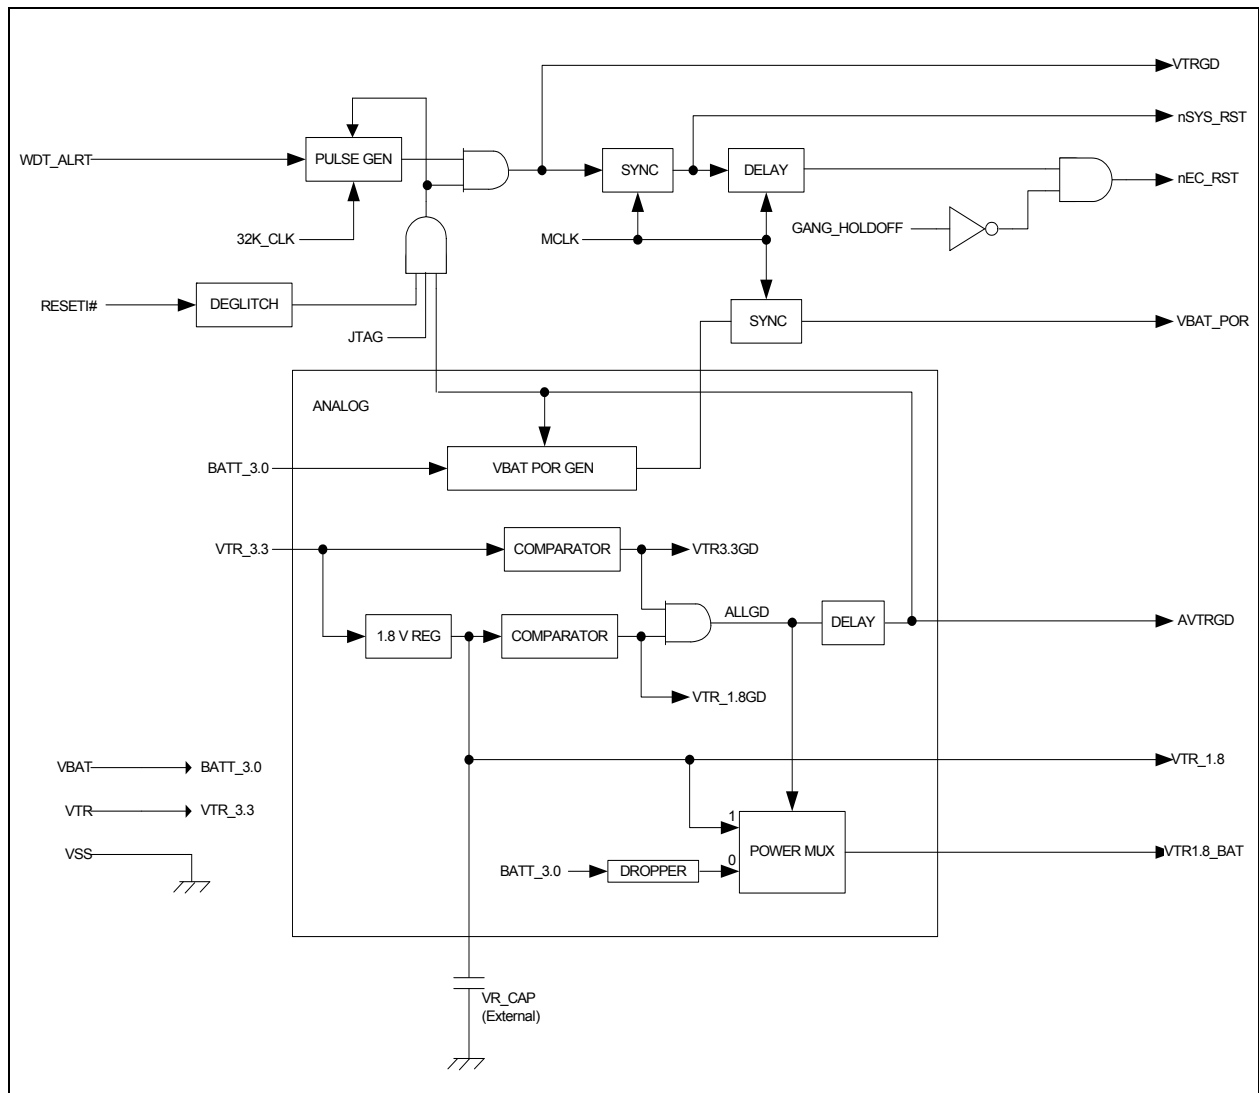 VTRGD
nSYS_RST
WDT_ALRT
PULSE GEN
SYNC
DELAY
nEC_RST
32K_CLK
MCLK
GANG_HOLDOFF
RESETI#
DEGLITCH
JTAG
SYNC
VBAT_POR
ANALOG
BATT_3.0
VBAT POR GEN
VTR_3.3
COMPARATOR
VTR3.3GD
ALLGD
1.8 V REG
COMPARATOR
DELAY
AVTRGD
VTR_1.8GD
VBAT
BATT_3.0
VTR_1.8
VTR
VTR_3.3
1
VSS
POWER MUX
VTR1.8_BAT
0
BATT_3.0
DROPPER
VR_CAP
(External)